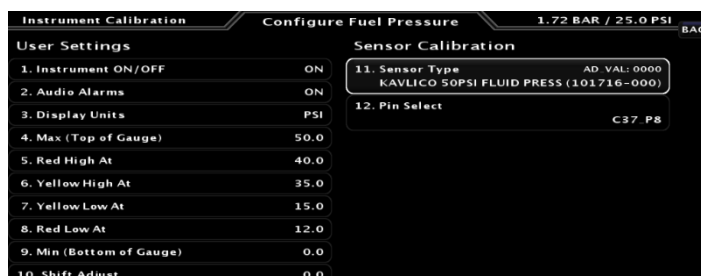 Instrument Calibration
Configure Fuel Pressure
1.72 BAR / 25.0 PSI
User Settings
1. Instrument ON/OFF ON
2. Audio Alarms ON
3. Display Units PSI
4. Max (Top of Gauge) 50.0
5. Red High At 40.0
6. Yellow High At 35.0
7. Yellow Low At 15.0
8. Red Low At 12.0
9. Min (Bottom of Gauge) 0.0
10. Shift Adjust 0.0
Sensor Calibration
11. Sensor Type AD_VAL: 0000
KAVLICO 50PSI FLUID PRESS (101716-000)
12. Pin Select
C37_P8